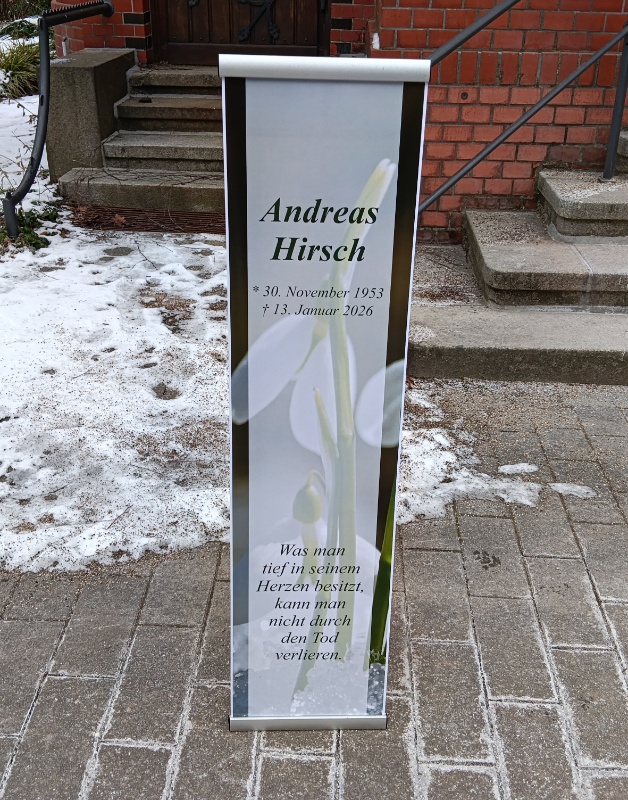 Andreas
Hirsch
* 30. November 1953
† 13. Januar 2026
Was man
tief in seinem
Herzen besitzt,
kann man
nicht durch
den Tod
verlieren.